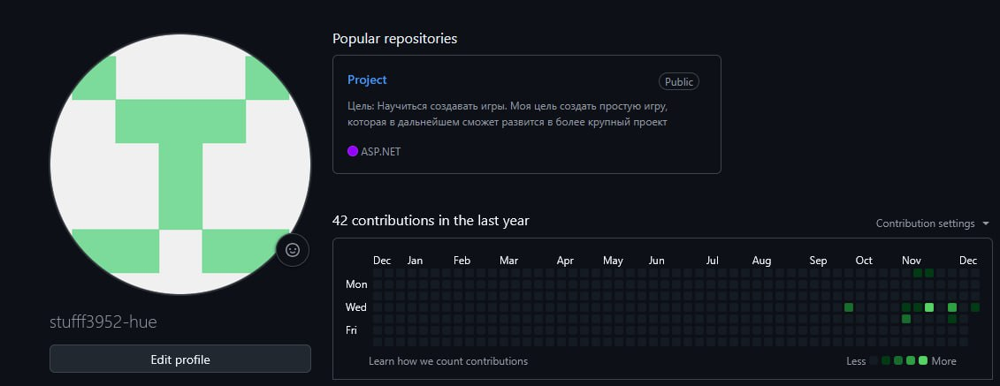 Popular repositories
Project
Public
Цель: Научиться создавать игры. Моя цель создать простую игру,
которая в дальнейшем сможет развится в более крупный проект
ASP.NET
stufff3952-hue
Edit profile
42 contributions in the last year
Contribution settings
Dec Jan Feb Mar Apr May Jun Jul Aug Sep Oct Nov Dec
Mon
Wed
Fri
Learn how we count contributions
Less More